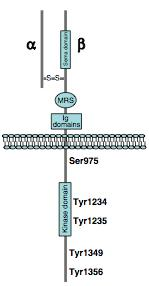 α
β
Sema domain
-S=S-
MRS
Ig
domains
Ser975
Kinase domain
Tyr1234
Tyr1235
Tyr1349
Tyr1356